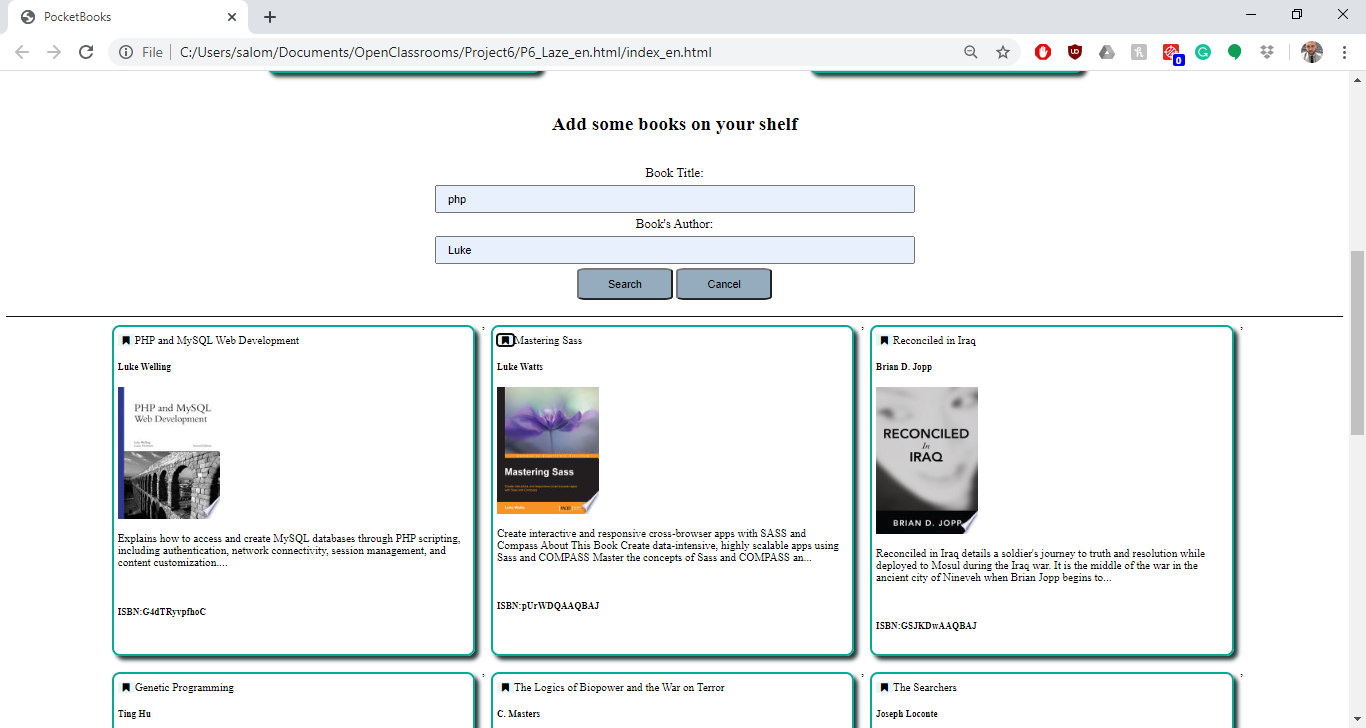 PocketBooks
File
C:/Users/salom/Documents/OpenClassrooms/Project6/P6_Laze_en.html/index_en.html
0
Add some books on your shelf
Book Title:
php
Book's Author:
Luke
Search
Cancel
PHP and MySQL Web Development
,
Luke Welling
PHP and MySQL
Web Development
Explains how to access and create MySQL databases through PHP scripting,
including authentication, network connectivity, session management, and
content customization....
ISBN:G4dTRyvpfhoC
Mastering Sass
,
Luke Watts
Mastering Sass
Create interactive and responsive cross-browser apps with SASS and
Compass About This Book Create data-intensive, highly scalable apps using
Sass and COMPASS Master the concepts of Sass and COMPASS an...
ISBN:pUrWDQAAQBAJ
Reconciled in Iraq
,
Brian D. Jopp
RECONCILED
In
IRAQ
BRIAN D. JOPP
Reconciled in Iraq details a soldier's journey to truth and resolution while
deployed to Mosul during the Iraq war. It is the middle of the war in the
ancient city of Nineveh when Brian Jopp begins to...
ISBN:GSJKDwAAQBAJ
Genetic Programming
,
Ting Hu
The Logics of Biopower and the War on Terror
,
C. Masters
The Searchers
,
Joseph Loconte